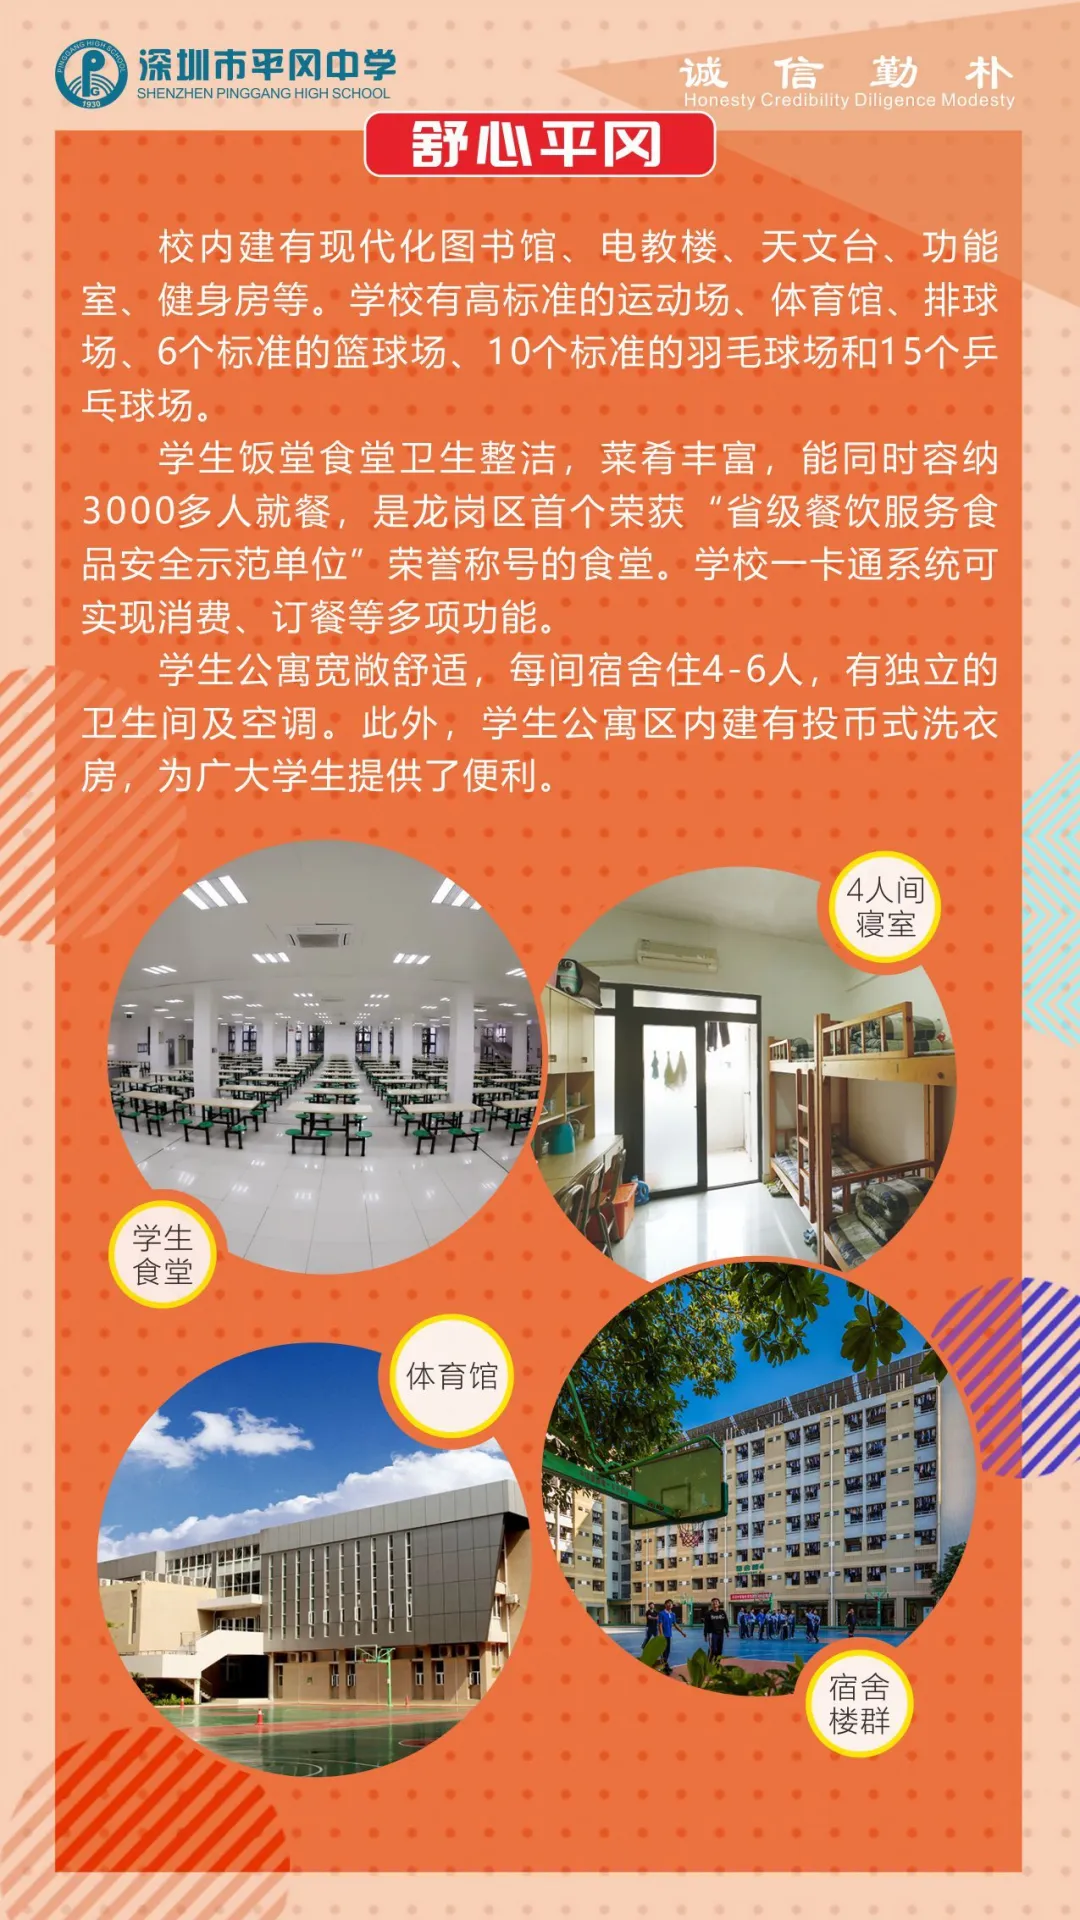 深圳市平冈中学
SHENZHEN PINGGANG HIGH SCHOOL
PINGGANG HIGH SCHOOL
1930
诚信勤朴
Honesty Credibility Diligence Modesty
舒心平冈
校内建有现代化图书馆、电教楼、天文台、功能
室、健身房等。学校有高标准的运动场、体育馆、排球
场、6个标准的篮球场、10个标准的羽毛球场和15个乒
乓球场。
学生饭堂食堂卫生整洁，菜肴丰富，能同时容纳
3000多人就餐，是龙岗区首个荣获“省级餐饮服务食
品安全示范单位”荣誉称号的食堂。学校一卡通系统可
实现消费、订餐等多项功能。
学生公寓宽敞舒适，每间宿舍住4-6人，有独立的
卫生间及空调。此外，学生公寓区内建有投币式洗衣
房，为广大学生提供了便利。
4人间
寝室
学生
食堂
体育馆
宿舍
楼群